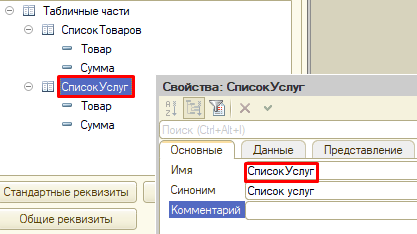 Табличные части
СписокТоваров
Товар
Сумма
СписокУслуг
Товар
Сумма
Стандартные реквизиты
Общие реквизиты
Свойства: СписокУслуг
Поиск (Ctrl+Alt+I)
Основные Данные Представление
Имя СписокУслуг
Синоним Список услуг
Комментарий